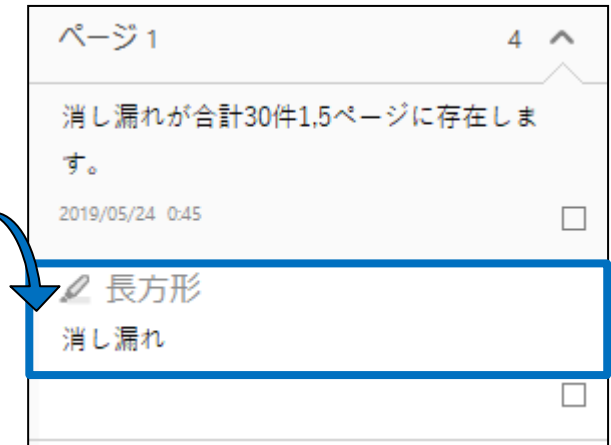 ページ 1 4
消し漏れが合計30件1,5ページに存在しま
す。
2019/05/24 0:45
長方形
消し漏れ